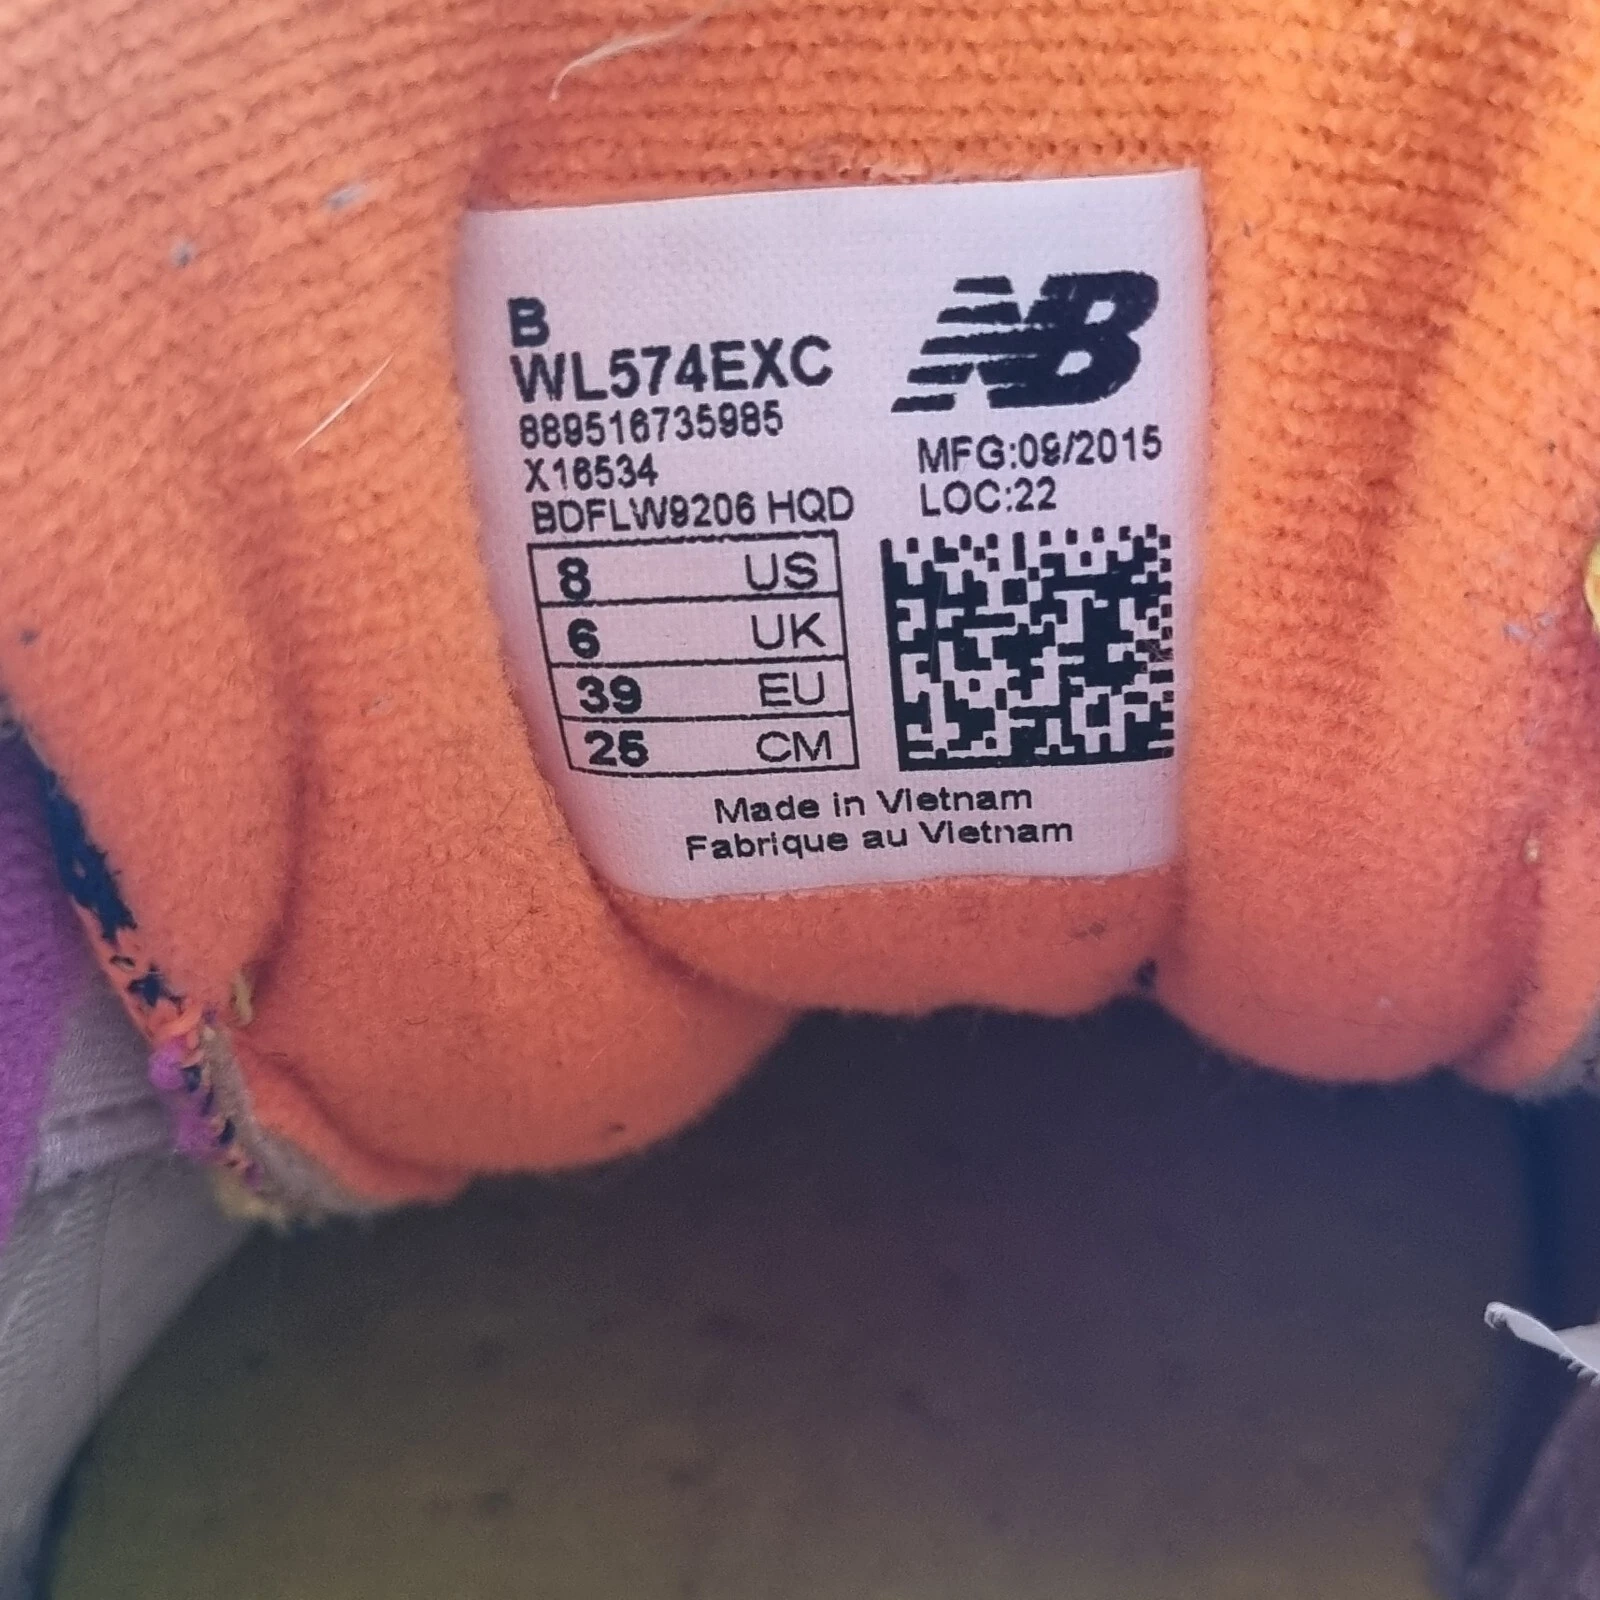 B
WL574EXC
889516735985
X16534
BDFLW9206 HQD
NB
MFG:09/2015
LOC:22
8 US
6 UK
39 EU
25 CM
Made in Vietnam
Fabrique au Vietnam